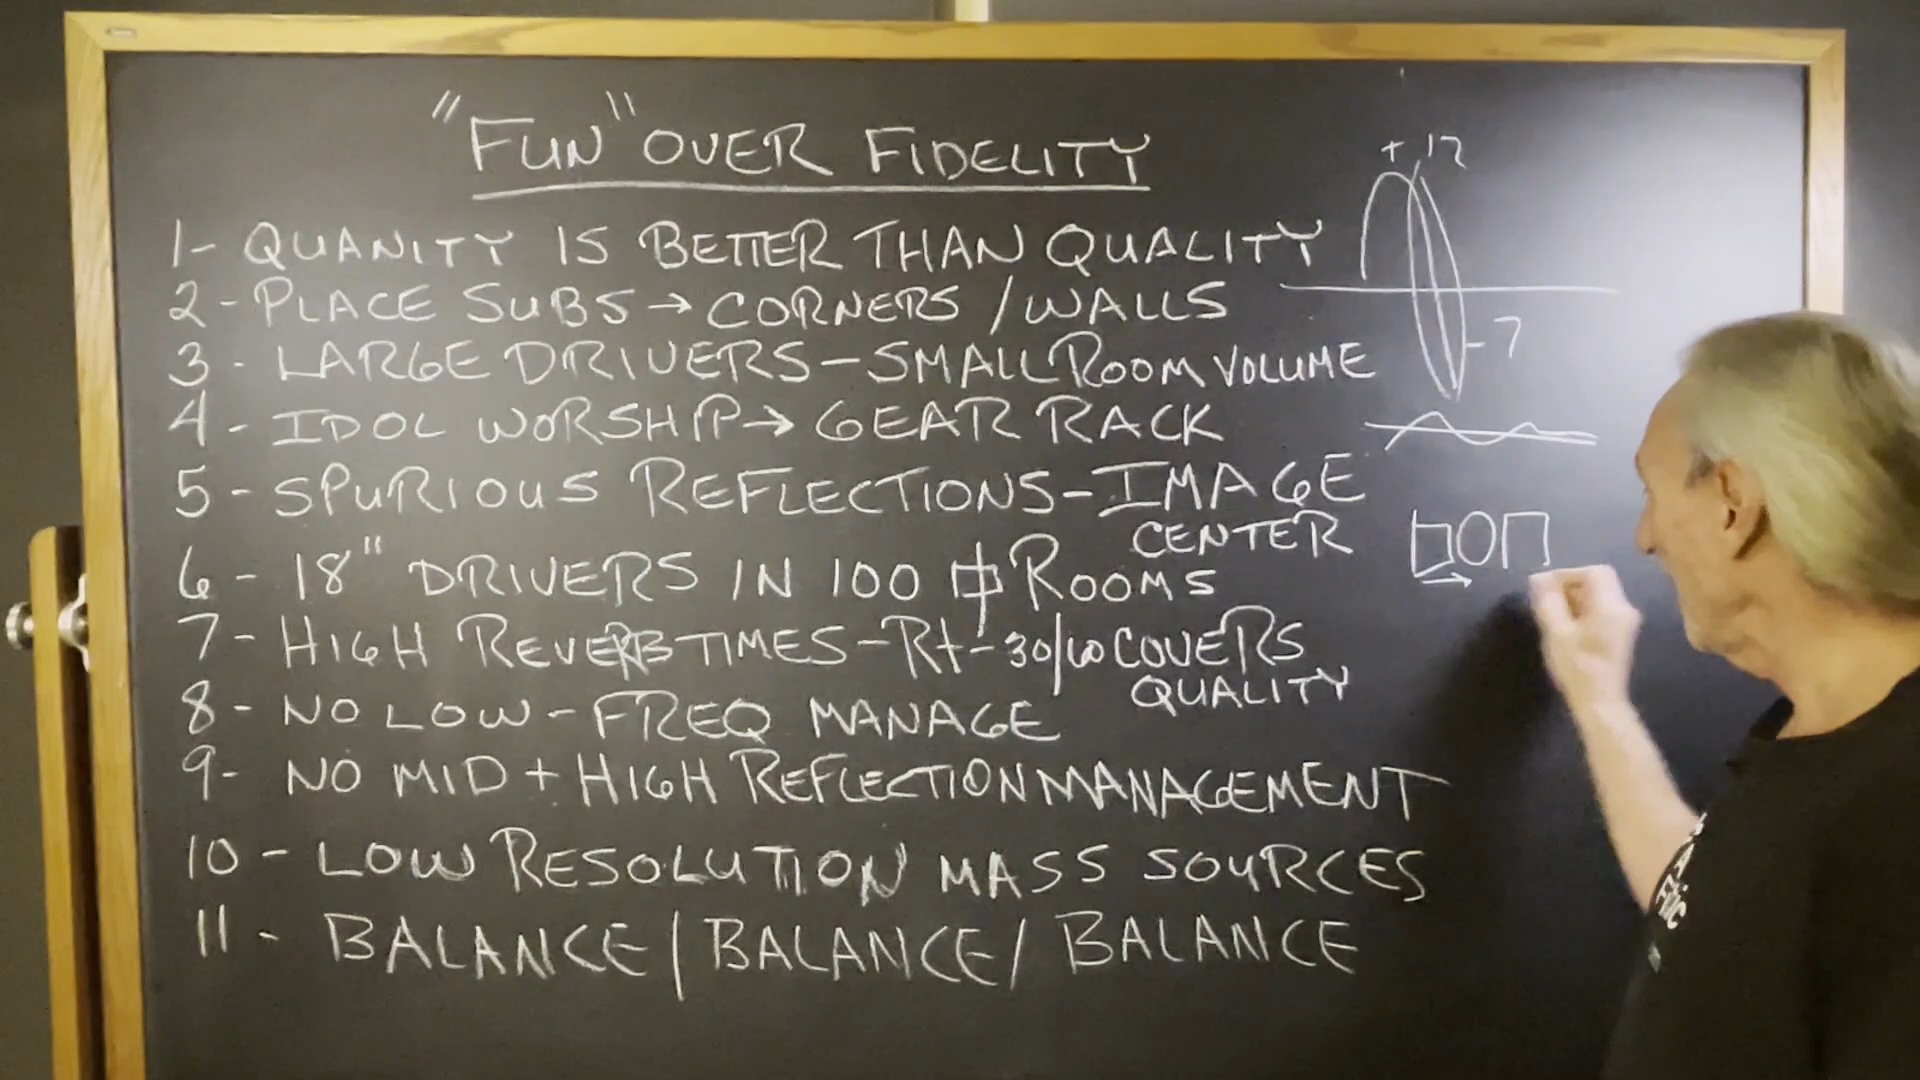 "FUN" OVER FIDELITY
1- QUANITY IS BETTER THAN QUALITY
2- PLACE SUBS → CORNERS / WALLS
3- LARGE DRIVERS - SMALL ROOM VOLUME
4- IDOL WORSHIP → GEAR RACK
5- SPURIOUS REFLECTIONS - IMAGE
CENTER
6- 18" DRIVERS IN 100 ROOMS
7- HIGH REVERB TIMES - Rt - 30/60 COVERS
QUALITY
8- NO LOW - FREQ MANAGE
9- NO MID + HIGH REFLECTION MANAGEMENT
10- LOW RESOLUTION MASS SOURCES
11- BALANCE / BALANCE / BALANCE
+12
-7